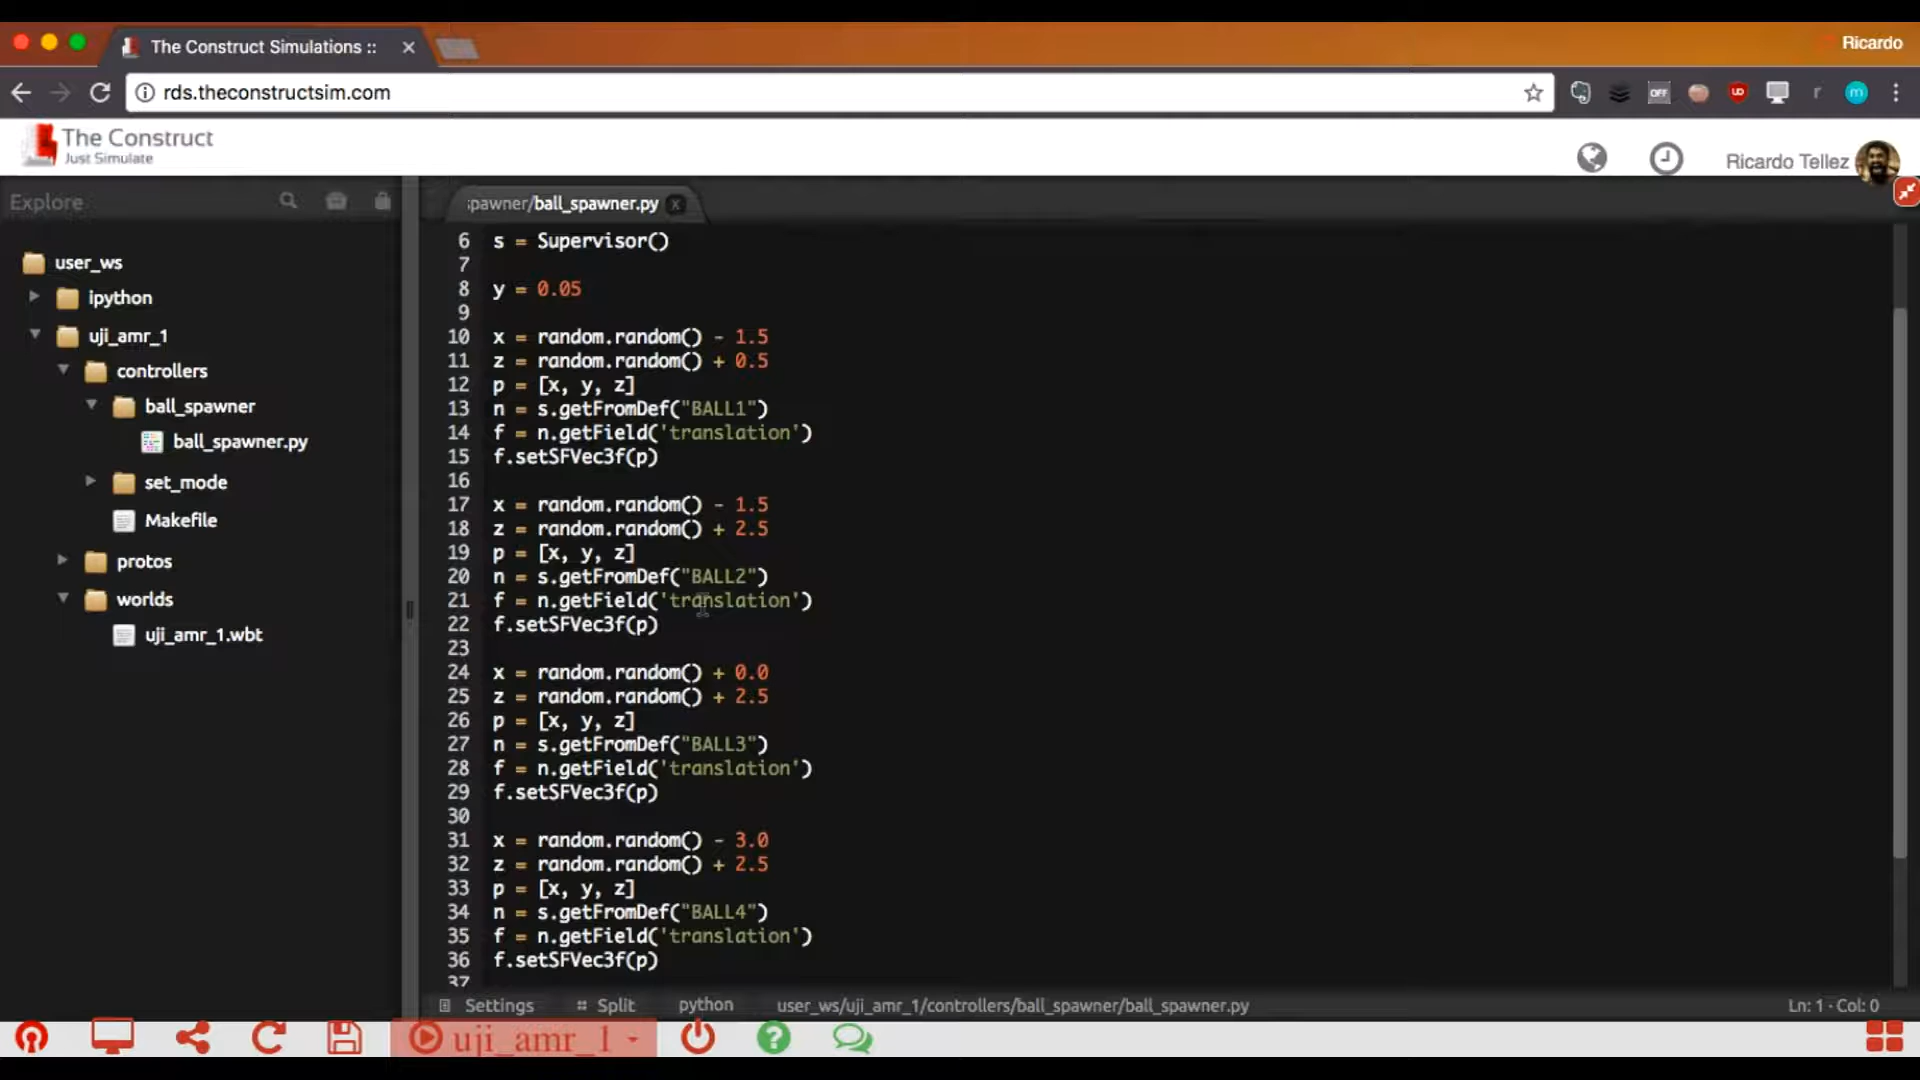 The Construct Simulations ::
Ricardo
rds.theconstructsim.com
OFF
UD
r
m
The Construct
Just Simulate
Ricardo Tellez
Explore
spawner/ball_spawner.py x
user_ws
ipython
uji_amr_1
controllers
ball_spawner
ball_spawner.py
set_mode
Makefile
protos
worlds
uji_amr_1.wbt
6 s = Supervisor()
7
8 y = 0.05
9
10 x = random.random() - 1.5
11 z = random.random() + 0.5
12 p = [x, y, z]
13 n = s.getFromDef("BALL1")
14 f = n.getField('translation')
15 f.setSFVec3f(p)
16
17 x = random.random() - 1.5
18 z = random.random() + 2.5
19 p = [x, y, z]
20 n = s.getFromDef("BALL2")
21 f = n.getField('translation')
22 f.setSFVec3f(p)
23
24 x = random.random() + 0.0
25 z = random.random() + 2.5
26 p = [x, y, z]
27 n = s.getFromDef("BALL3")
28 f = n.getField('translation')
29 f.setSFVec3f(p)
30
31 x = random.random() - 3.0
32 z = random.random() + 2.5
33 p = [x, y, z]
34 n = s.getFromDef("BALL4")
35 f = n.getField('translation')
36 f.setSFVec3f(p)
37
Settings Split python user_ws/uji_amr_1/controllers/ball_spawner/ball_spawner.py Ln: 1 · Col: 0
uji_amr_1
?